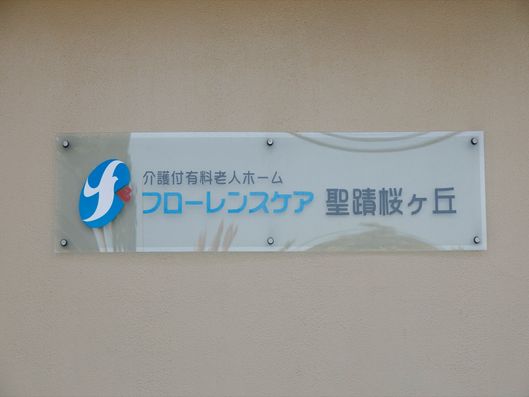 介護付有料老人ホーム
フローレンスケア 聖蹟桜ヶ丘